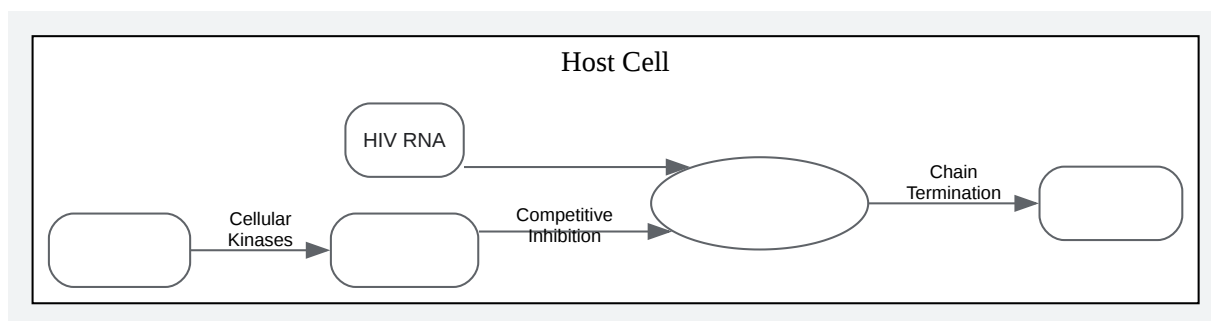 Host Cell
HIV RNA
Cellular
Kinases
Competitive
Inhibition
Chain
Termination